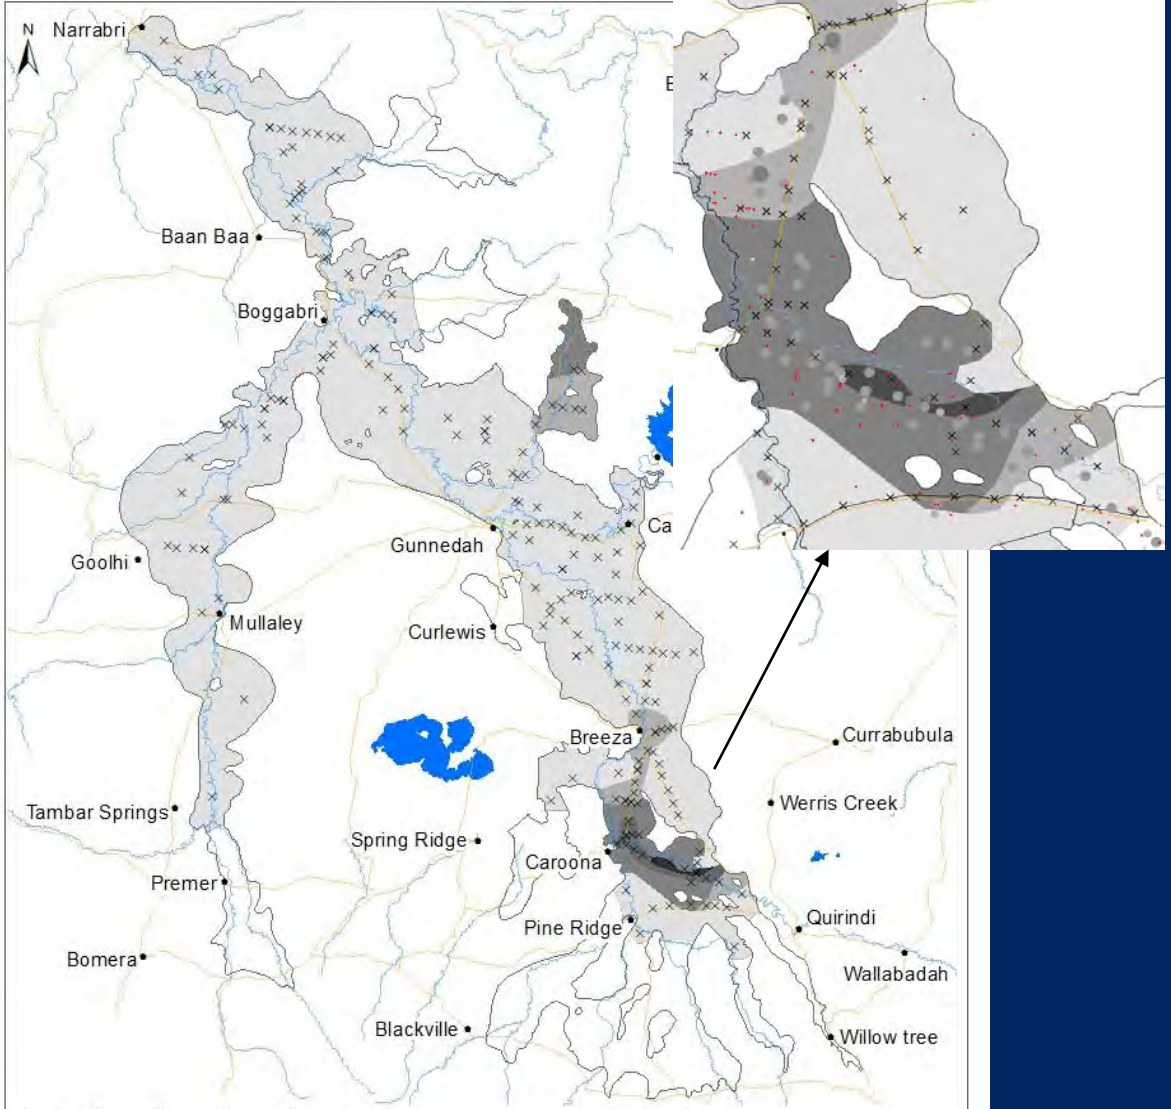 N
Narrabri
E
Baan Baa
Boggabri
Gunnedah
Ca
Goolhi
Mullaley
Curlewis
Breeza
Currabubula
Tambar Springs
Werris Creek
Spring Ridge
Caroona
Premer
Quirindi
Pine Ridge
Bomera
Wallabadah
Blackville
Willow tree